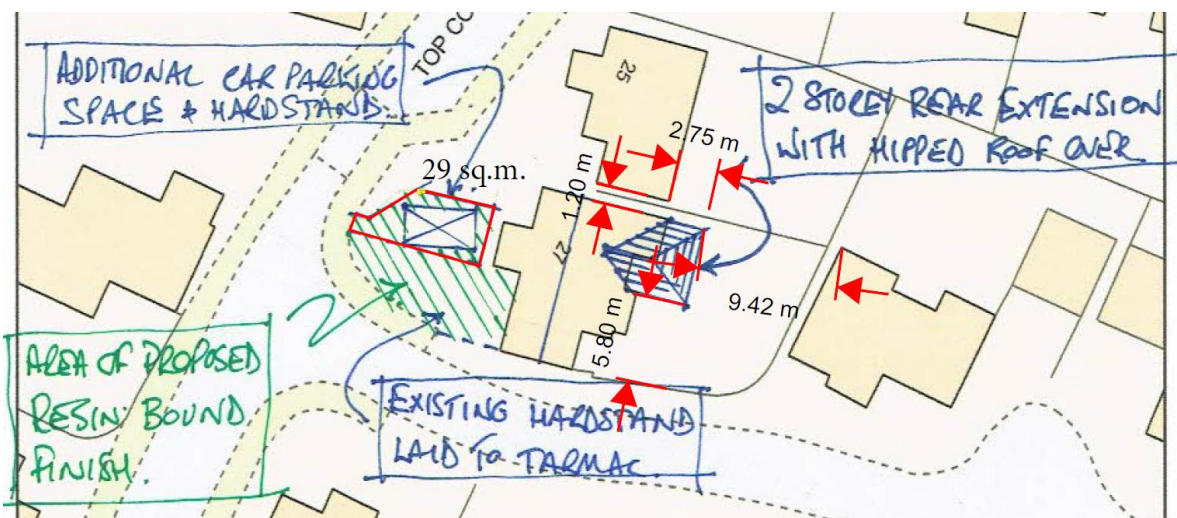 TOP CO
ADDITIONAL CAR PARKING
SPACE & HARDSTAND.
25
2.75 m
2 STOREY REAR EXTENSION
WITH HIPPED ROOF OVER.
29 sq.m.
1.20 m
27
9.42 m
5.80 m
AREA OF PROPOSED
RESIN BOUND
FINISH.
EXISTING HARDSTAND
LAID TO TARMAC.